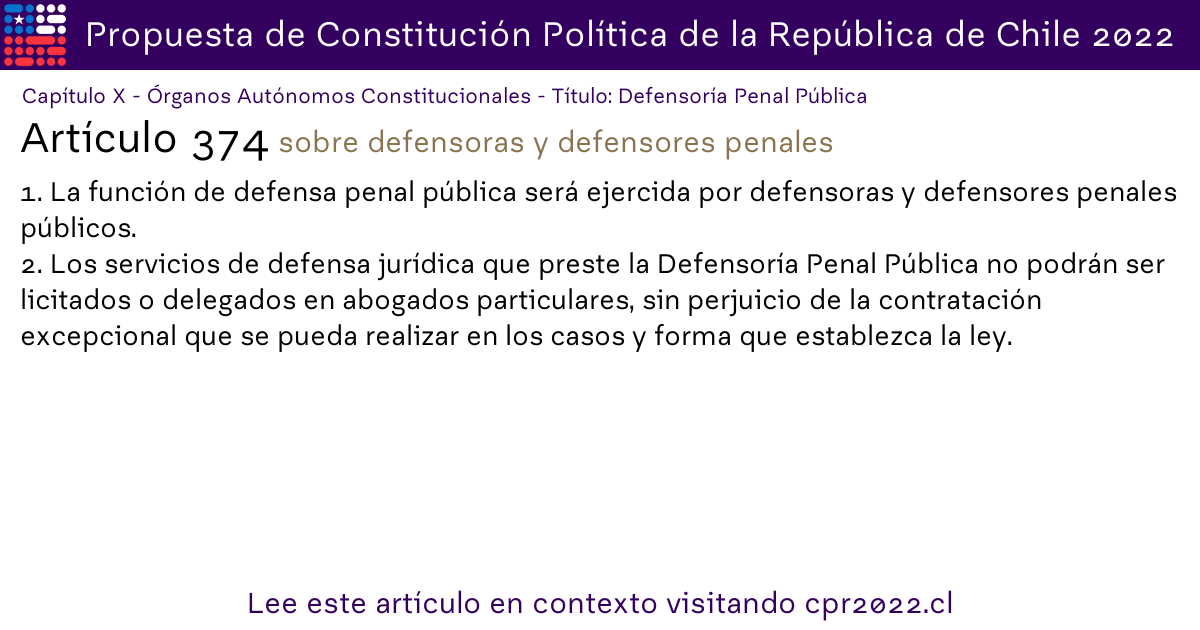 Propuesta de Constitución Política de la República de Chile 2022
Capítulo X - Órganos Autónomos Constitucionales - Título: Defensoría Penal Pública
Artículo 374 sobre defensoras y defensores penales
1. La función de defensa penal pública será ejercida por defensoras y defensores penales
públicos.
2. Los servicios de defensa jurídica que preste la Defensoría Penal Pública no podrán ser
licitados o delegados en abogados particulares, sin perjuicio de la contratación
excepcional que se pueda realizar en los casos y forma que establezca la ley.
Lee este artículo en contexto visitando cpr2022.cl